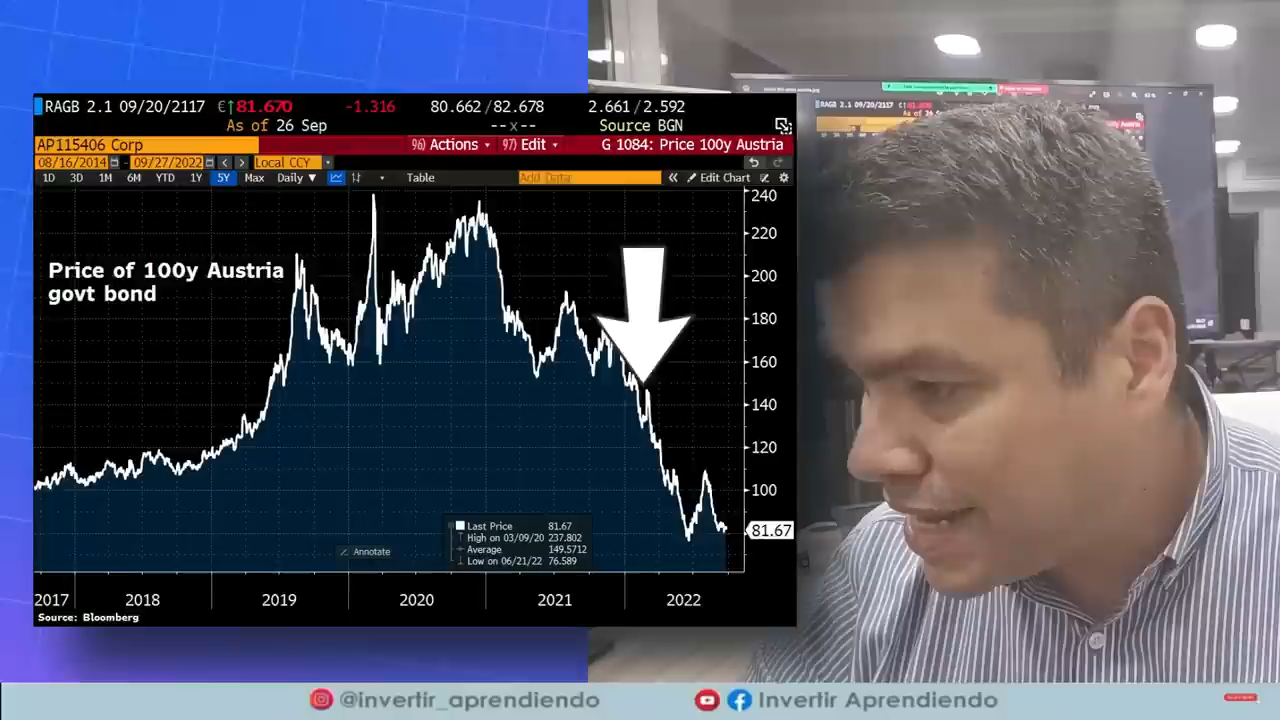 RAGB 2.1 09/20/2117 €↑81.670 -1.316 80.662/82.678 2.661/2.592
As of 26 Sep --x-- Source BGN
AP115406 Corp 96) Actions 97) Edit G 1084: Price 100y Austria
08/16/2014 - 09/27/2022 Local CCY
1D 3D 1M 6M YTD 1Y 5Y Max Daily ▼ Table Add Data « Edit Chart
240
220
200
180
160
140
120
100
81.67
Price of 100y Austria
govt bond
Last Price 81.67
High on 03/09/20 237.802
Average 149.5712
Low on 06/21/22 76.589
Annotate
2017 2018 2019 2020 2021 2022
Source: Bloomberg
@invertir_aprendiendo Invertir Aprendiendo